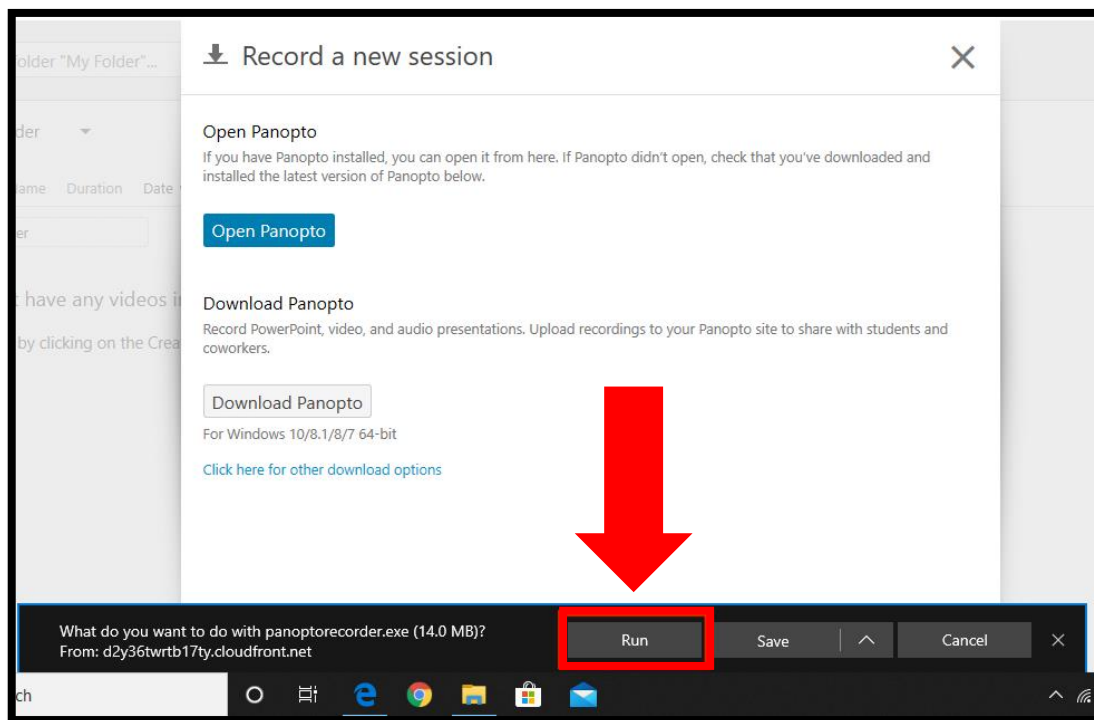 Record a new session
older "My Folder"...
der
ame Duration Date
er
have any videos i
by clicking on the Crea
Open Panopto
If you have Panopto installed, you can open it from here. If Panopto didn't open, check that you've downloaded and
installed the latest version of Panopto below.
Open Panopto
Download Panopto
Record PowerPoint, video, and audio presentations. Upload recordings to your Panopto site to share with students and
coworkers.
Download Panopto
For Windows 10/8.1/8/7 64-bit
Click here for other download options
What do you want to do with panoptorecorder.exe (14.0 MB)?
From: d2y36twrtb17ty.cloudfront.net
Run
Save
Cancel
ch